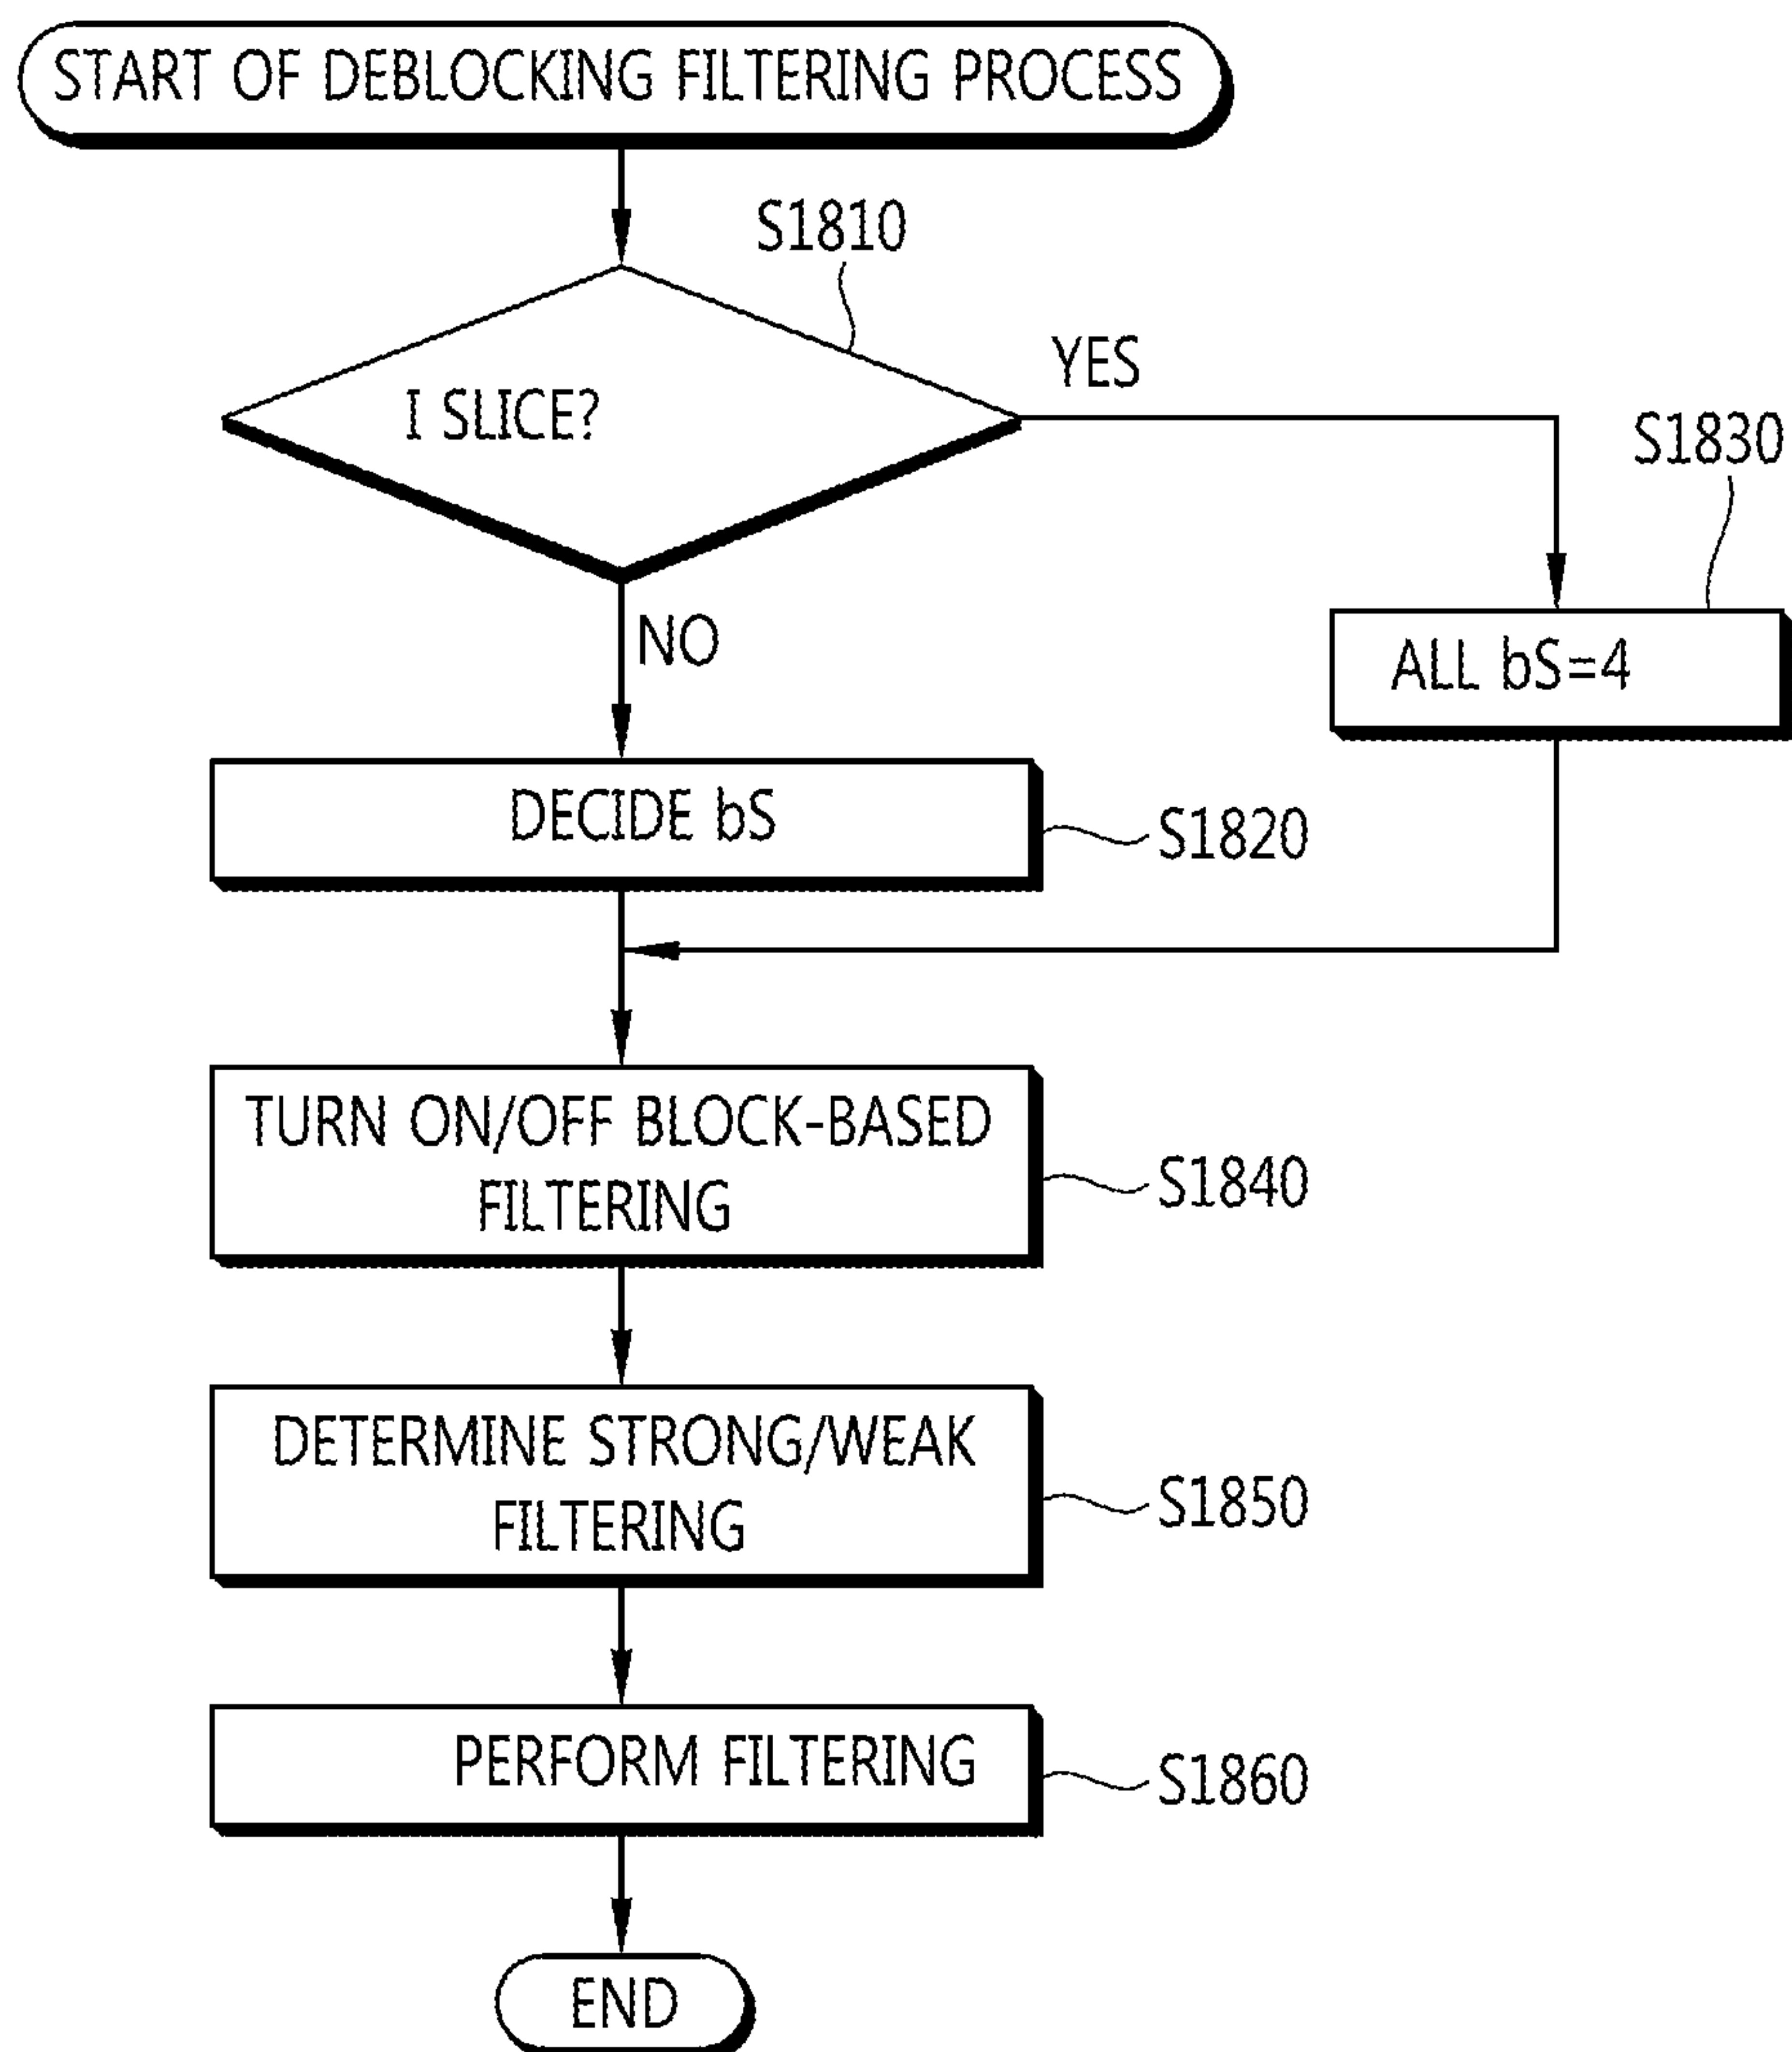 START OF DEBLOCKING FILTERING PROCESS
S1810
I SLICE?
YES
S1830
NO
ALL bS=4
DECIDE bS
S1820
TURN ON/OFF BLOCK-BASED
FILTERING
S1840
DETERMINE STRONG/WEAK
FILTERING
S1850
PERFORM FILTERING
S1860
END